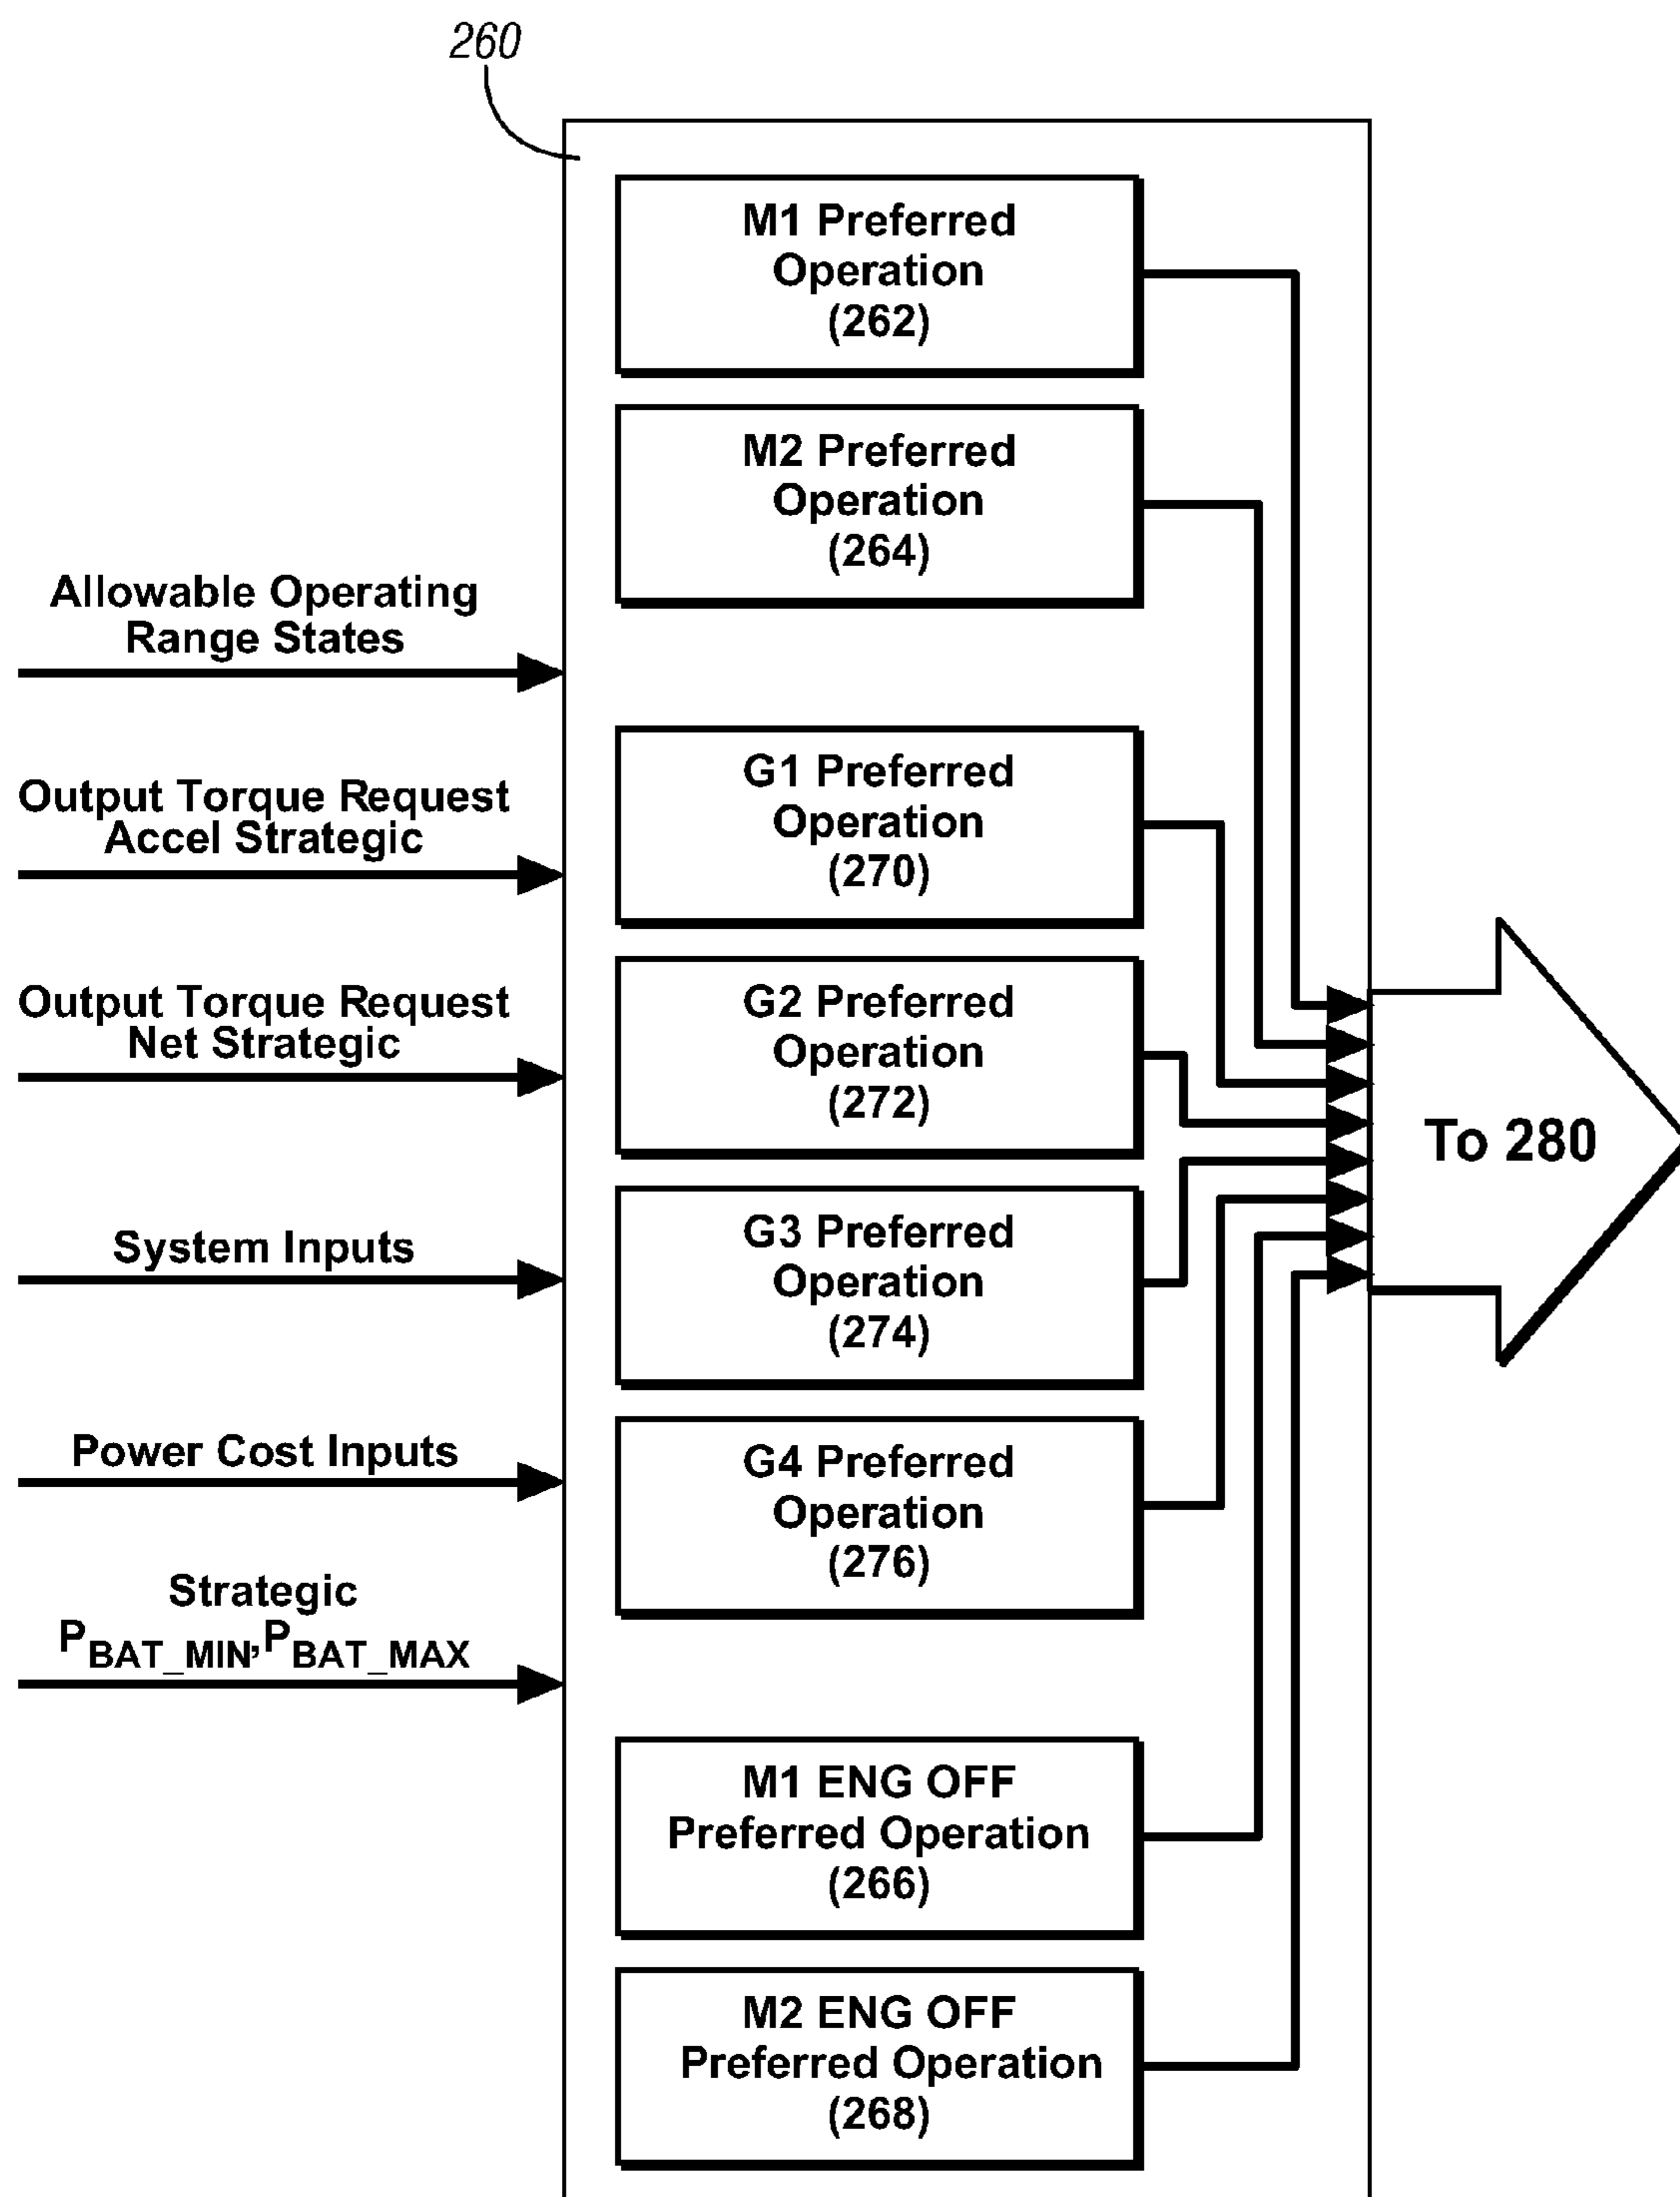 260
M1 Preferred
Operation
(262)
M2 Preferred
Operation
(264)
Allowable Operating
Range States
G1 Preferred
Operation
(270)
Output Torque Request
Accel Strategic
G2 Preferred
Operation
(272)
Output Torque Request
Net Strategic
To 280
G3 Preferred
Operation
(274)
System Inputs
G4 Preferred
Operation
(276)
Power Cost Inputs
Strategic
PBAT_MIN,PBAT_MAX
M1 ENG OFF
Preferred Operation
(266)
M2 ENG OFF
Preferred Operation
(268)